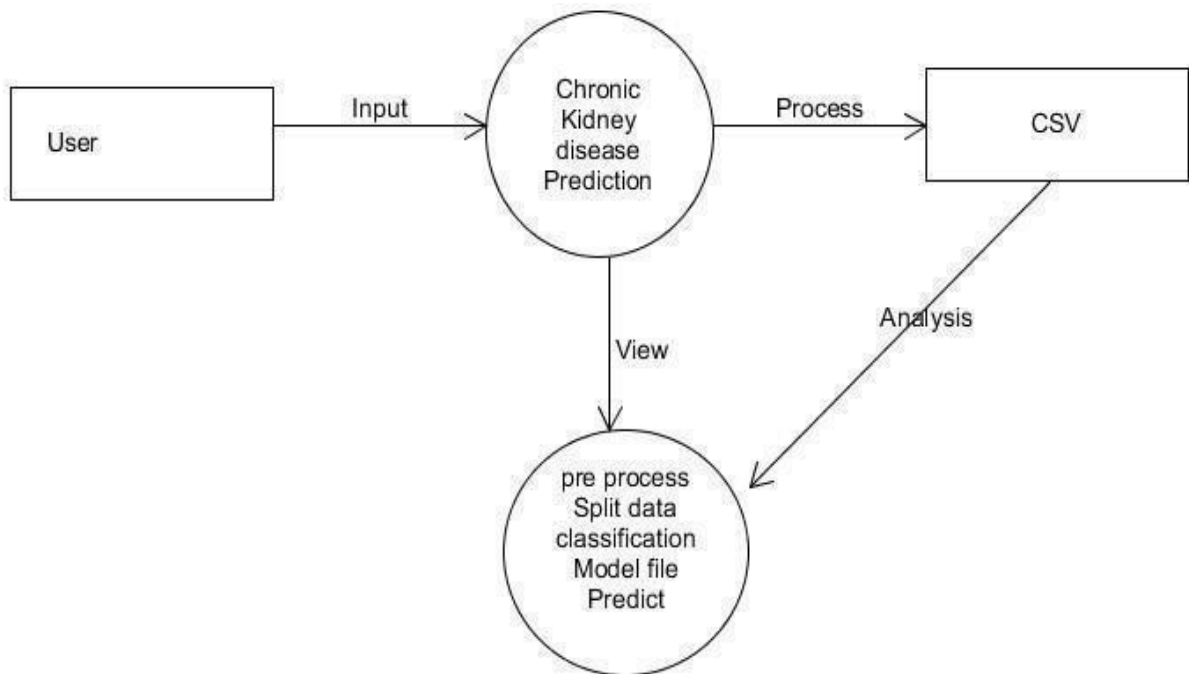 User
Input
Chronic
Kidney
disease
Prediction
Process
CSV
View
Analysis
pre process
Split data
classification
Model file
Predict